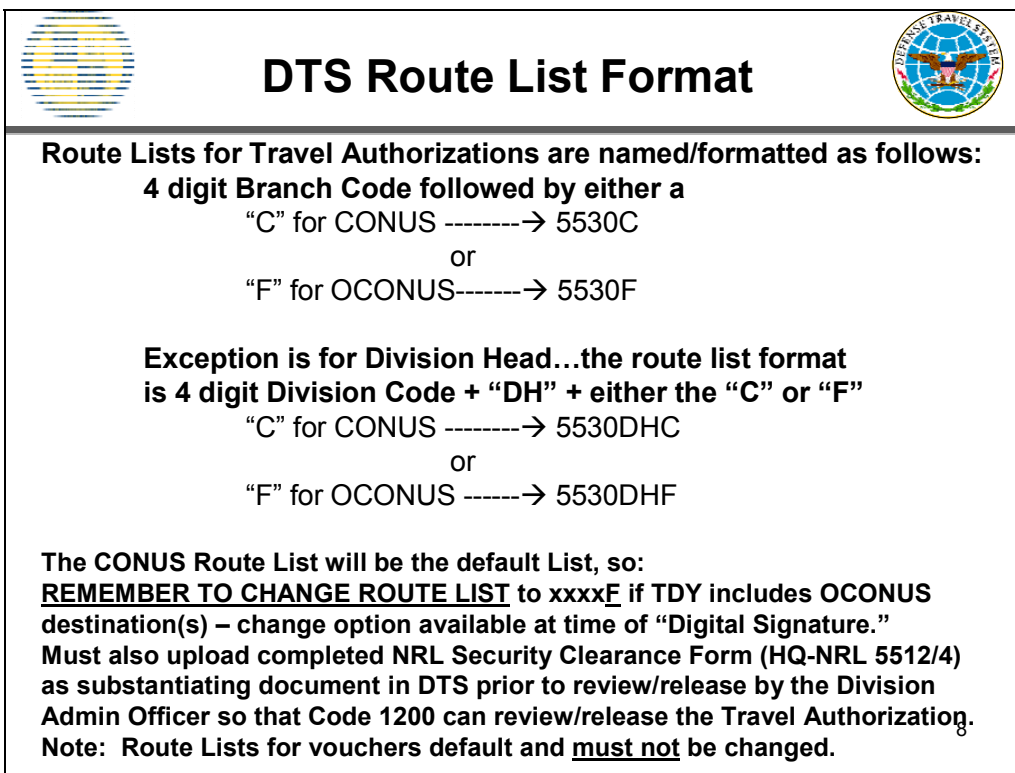 DEFENSE TRAVEL SYSTEM
DTS Route List Format
Route Lists for Travel Authorizations are named/formatted as follows:
4 digit Branch Code followed by either a
“C” for CONUS --------→ 5530C
or
“F” for OCONUS-------→ 5530F
Exception is for Division Head…the route list format
is 4 digit Division Code + “DH” + either the “C” or “F”
“C” for CONUS --------→ 5530DHC
or
“F” for OCONUS ------→ 5530DHF
The CONUS Route List will be the default List, so:
REMEMBER TO CHANGE ROUTE LIST to xxxxF if TDY includes OCONUS
destination(s) – change option available at time of “Digital Signature.”
Must also upload completed NRL Security Clearance Form (HQ-NRL 5512/4)
as substantiating document in DTS prior to review/release by the Division
Admin Officer so that Code 1200 can review/release the Travel Authorization.
8
Note:  Route Lists for vouchers default and must not be changed.